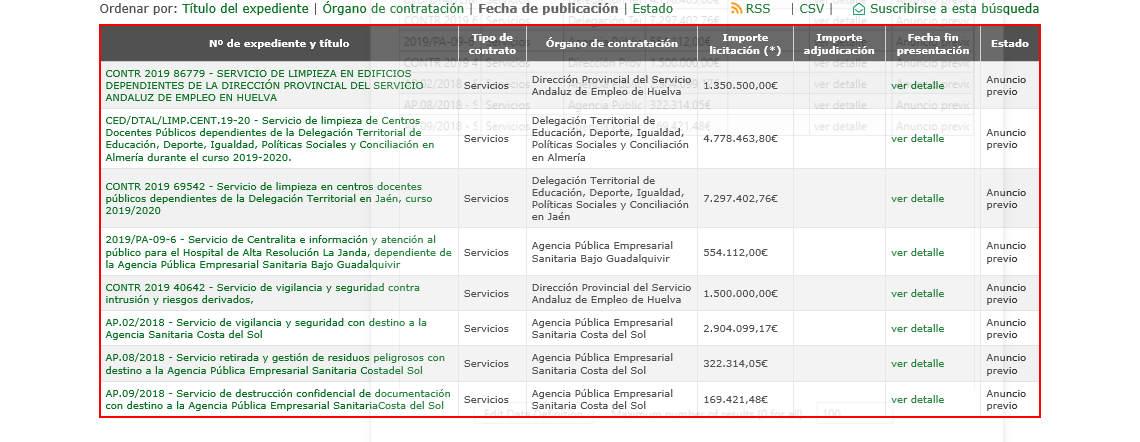 Ordenar por: Título del expediente | Órgano de contratación | Fecha de publicación | Estado RSS | CSV | Suscribirse a esta búsqueda
Nº de expediente y título Tipo de contrato Órgano de contratación Importe licitación (*) Importe adjudicación Fecha fin presentación Estado
CONTR 2019 86779 - SERVICIO DE LIMPIEZA EN EDIFICIOS
DEPENDIENTES DE LA DIRECCIÓN PROVINCIAL DEL SERVICIO
ANDALUZ DE EMPLEO EN HUELVA
Servicios
Dirección Provincial del Servicio
Andaluz de Empleo de Huelva
1.350.500,00€
ver detalle
Anuncio
previo
CED/DTAL/LIMP.CENT.19-20 - Servicio de limpieza de Centros
Docentes Públicos dependientes de la Delegación Territorial de
Educación, Deporte, Igualdad, Políticas Sociales y Conciliación en
Almería durante el curso 2019-2020.
Servicios
Delegación Territorial de
Educación, Deporte, Igualdad,
Políticas Sociales y Conciliación
en Almería
4.778.463,80€
ver detalle
Anuncio
previo
CONTR 2019 69542 - Servicio de limpieza en centros docentes
públicos dependientes de la Delegación Territorial en Jaén, curso
2019/2020
Servicios
Delegación Territorial de
Educación, Deporte, Igualdad,
Políticas Sociales y Conciliación
en Jaén
7.297.402,76€
ver detalle
Anuncio
previo
2019/PA-09-6 - Servicio de Centralita e información y atención al
público para el Hospital de Alta Resolución La Janda, dependiente de
la Agencia Pública Empresarial Sanitaria Bajo Guadalquivir
Servicios
Agencia Pública Empresarial
Sanitaria Bajo Guadalquivir
554.112,00€
ver detalle
Anuncio
previo
CONTR 2019 40642 - Servicio de vigilancia y seguridad contra
intrusión y riesgos derivados,
Servicios
Dirección Provincial del Servicio
Andaluz de Empleo de Huelva
1.500.000,00€
ver detalle
Anuncio
previo
AP.02/2018 - Servicio de vigilancia y seguridad con destino a la
Agencia Sanitaria Costa del Sol
Servicios
Agencia Pública Empresarial
Sanitaria Costa del Sol
2.904.099,17€
ver detalle
Anuncio
previo
AP.08/2018 - Servicio retirada y gestión de residuos peligrosos con
destino a la Agencia Pública Empresarial Sanitaria Costadel Sol
Servicios
Agencia Pública Empresarial
Sanitaria Costa del Sol
322.314,05€
ver detalle
Anuncio
previo
AP.09/2018 - Servicio de destrucción confidencial de documentación
con destino a la Agencia Pública Empresarial SanitariaCosta del Sol
Servicios
Agencia Pública Empresarial
Sanitaria Costa del Sol
169.421,48€
ver detalle
Anuncio
previo
Maximum number of results (0 for all) 100